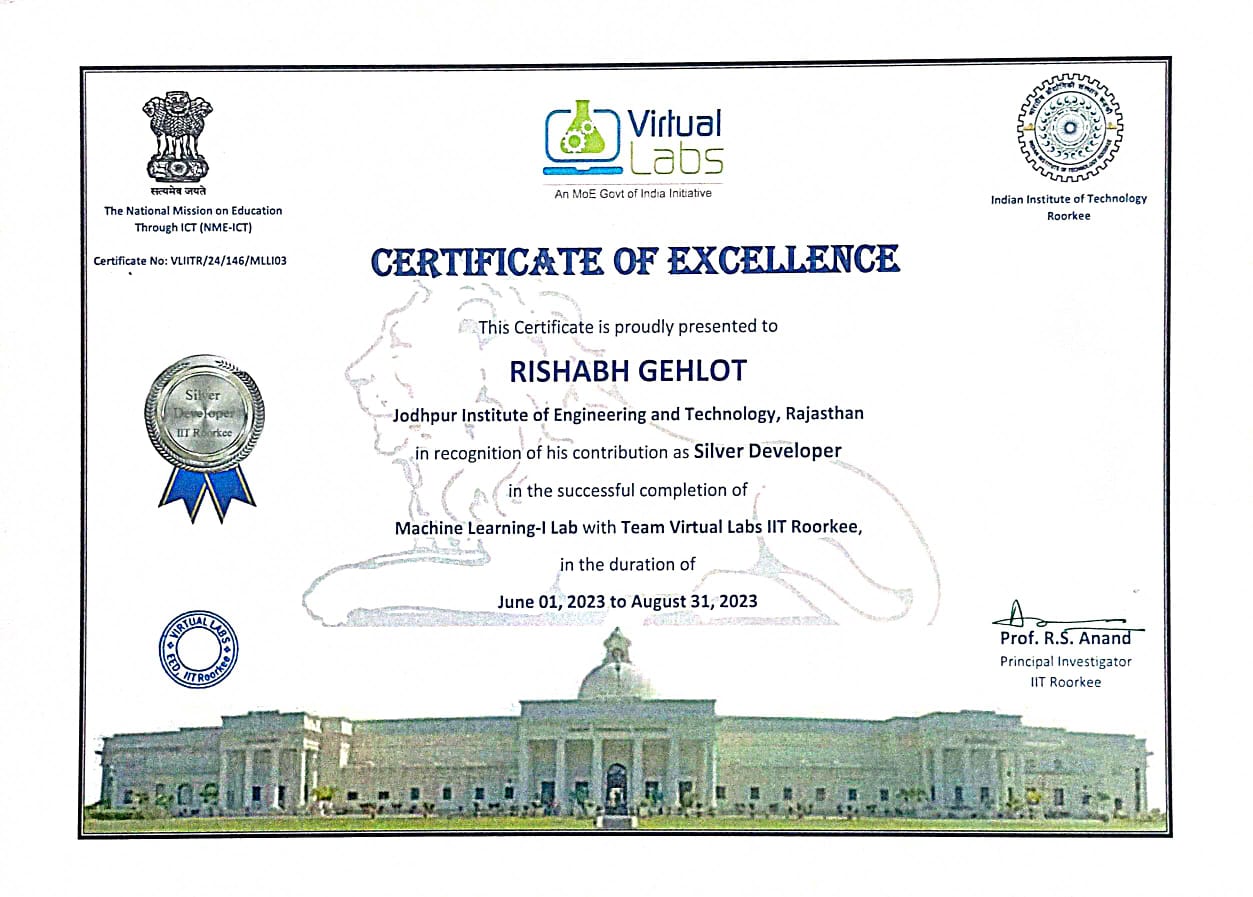 सत्यमेव जयते
The National Mission on Education
Through ICT (NME-ICT)
Certificate No: VLIITR/24/146/MLLI03
Virtual
Labs
An MoE Govt of India Initiative
Indian Institute of Technology
Roorkee
CERTIFICATE OF EXCELLENCE
This Certificate is proudly presented to
RISHABH GEHLOT
Jodhpur Institute of Engineering and Technology, Rajasthan
in recognition of his contribution as Silver Developer
in the successful completion of
Machine Learning-I Lab with Team Virtual Labs IIT Roorkee,
in the duration of
June 01, 2023 to August 31, 2023
Silver
Developer
IIT Roorkee
VIRTUAL LABS
EED, IIT Roorkee
Prof. R.S. Anand
Principal Investigator
IIT Roorkee